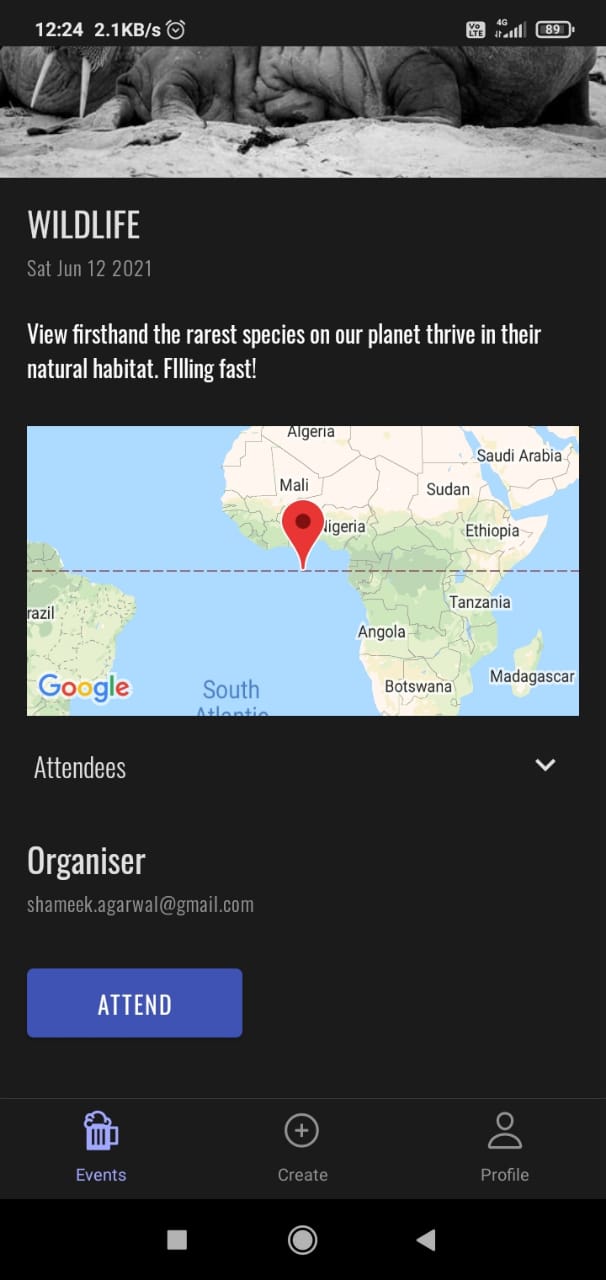 12:24 2.1KB/s
Vo LTE 4G 89
WILDLIFE
Sat Jun 12 2021
View firsthand the rarest species on our planet thrive in their
natural habitat. FIlling fast!
Algeria
Saudi Arabia
Mali
Sudan
Nigeria
Ethiopia
razil
Tanzania
Angola
Madagascar
Botswana
Google
South
Atlantic
Attendees
Organiser
shameek.agarwal@gmail.com
ATTEND
Events Create Profile